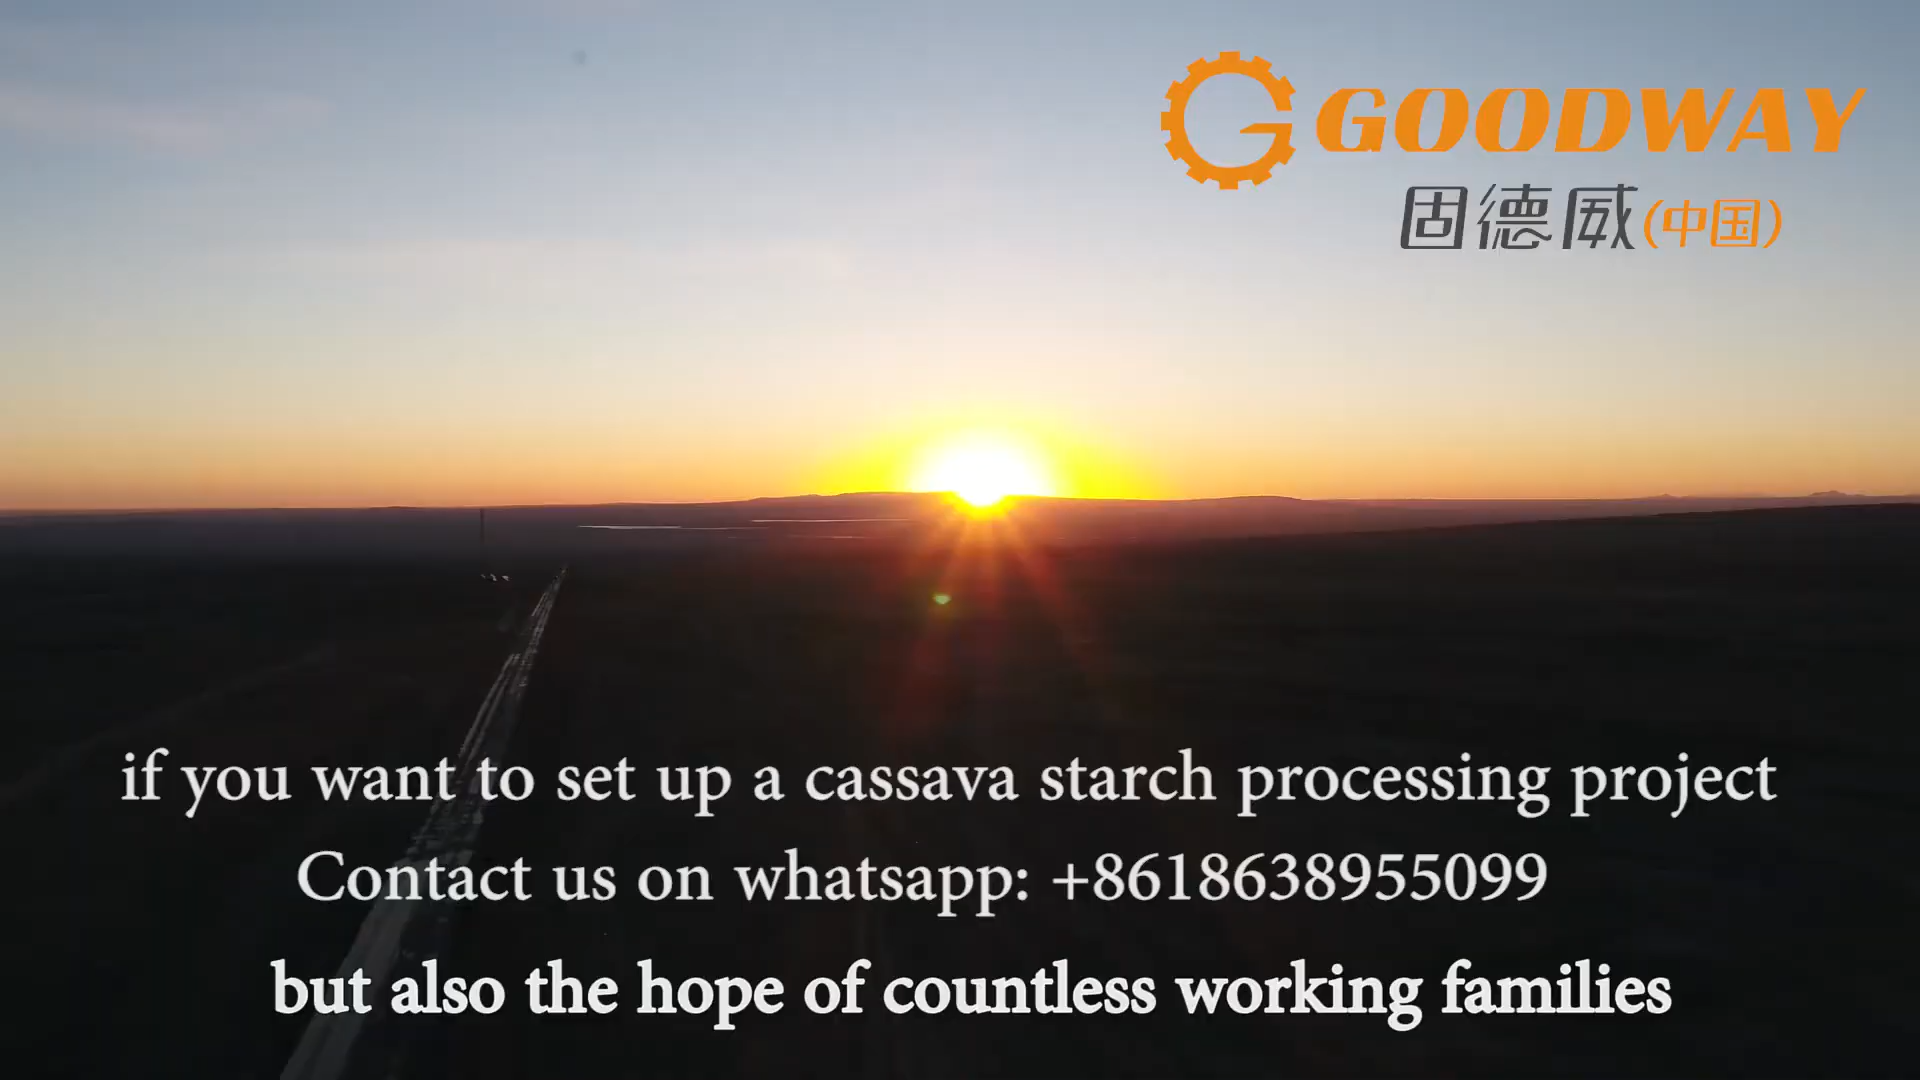 GOODWAY
固德威(中国)
if you want to set up a cassava starch processing project
Contact us on whatsapp: +8618638955099
but also the hope of countless working families